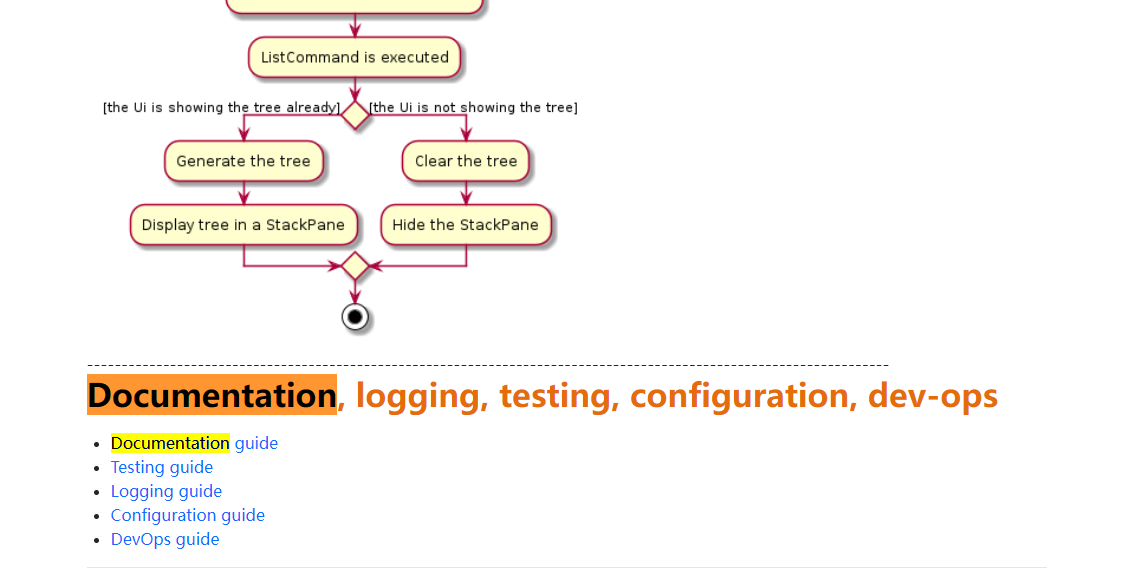 ListCommand is executed
[the Ui is showing the tree already] [the Ui is not showing the tree]
Generate the tree Clear the tree
Display tree in a StackPane Hide the StackPane
Documentation, logging, testing, configuration, dev-ops
Documentation guide
Testing guide
Logging guide
Configuration guide
DevOps guide